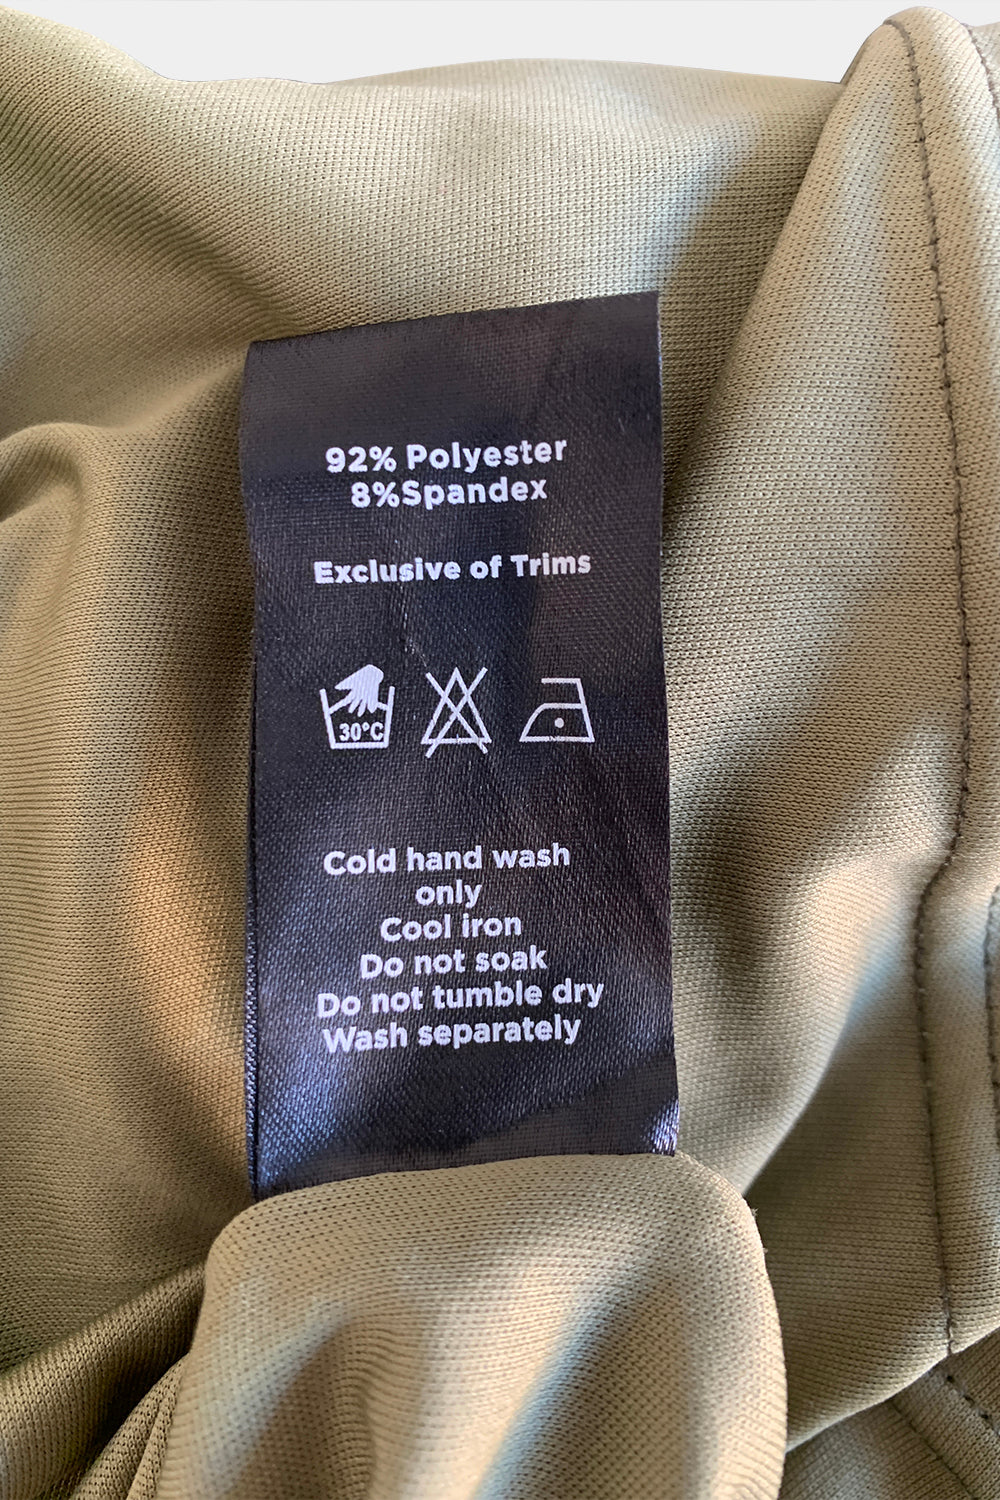 92% Polyester
8%Spandex
Exclusive of Trims
30°C
Cold hand wash
only
Cool iron
Do not soak
Do not tumble dry
Wash separately